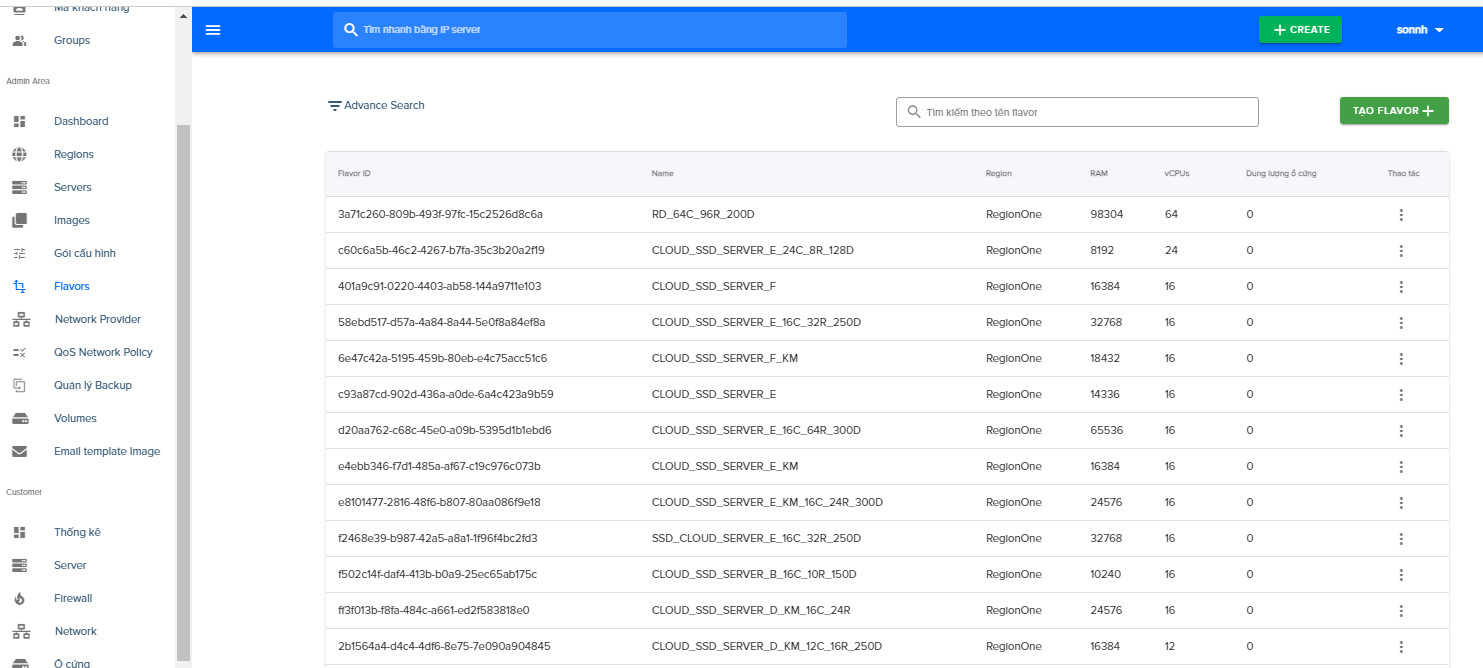 Mã khách hàng
Groups
Admin Area
Dashboard
Regions
Servers
Images
Gói cấu hình
Flavors
Network Provider
QoS Network Policy
Quản lý Backup
Volumes
Email template Image
Customer
Thống kê
Server
Firewall
Network
Ổ cứng
Tìm nhanh bằng IP server
CREATE
sonnh
Advance Search
Tìm kiếm theo tên flavor
TẠO FLAVOR
Flavor ID Name Region RAM vCPUs Dung lượng ổ cứng Thao tác
3a71c260-809b-493f-97fc-15c2526d8c6a RD_64C_96R_200D RegionOne 98304 64 0
c60c6a5b-46c2-4267-b7fa-35c3b20a2f19 CLOUD_SSD_SERVER_E_24C_8R_128D RegionOne 8192 24 0
401a9c91-0220-4403-ab58-144a9711e103 CLOUD_SSD_SERVER_F RegionOne 16384 16 0
58ebd517-d57a-4a84-8a44-5e0f8a84ef8a CLOUD_SSD_SERVER_E_16C_32R_250D RegionOne 32768 16 0
6e47c42a-5195-459b-80eb-e4c75acc51c6 CLOUD_SSD_SERVER_F_KM RegionOne 18432 16 0
c93a87cd-902d-436a-a0de-6a4c423a9b59 CLOUD_SSD_SERVER_E RegionOne 14336 16 0
d20aa762-c68c-45e0-a09b-5395d1b1ebd6 CLOUD_SSD_SERVER_E_16C_64R_300D RegionOne 65536 16 0
e4ebb346-f7d1-485a-af67-c19c976c073b CLOUD_SSD_SERVER_E_KM RegionOne 16384 16 0
e8101477-2816-48f6-b807-80aa086f9e18 CLOUD_SSD_SERVER_E_KM_16C_24R_300D RegionOne 24576 16 0
f2468e39-b987-42a5-a8a1-1f96f4bc2fd3 SSD_CLOUD_SERVER_E_16C_32R_250D RegionOne 32768 16 0
f502c14f-daf4-413b-b0a9-25ec65ab175c CLOUD_SSD_SERVER_B_16C_10R_150D RegionOne 10240 16 0
ff3f013b-f8fa-484c-a661-ed2f583818e0 CLOUD_SSD_SERVER_D_KM_16C_24R RegionOne 24576 16 0
2b1564a4-d4c4-4df6-8e75-7e090a904845 CLOUD_SSD_SERVER_D_KM_12C_16R_250D RegionOne 16384 12 0